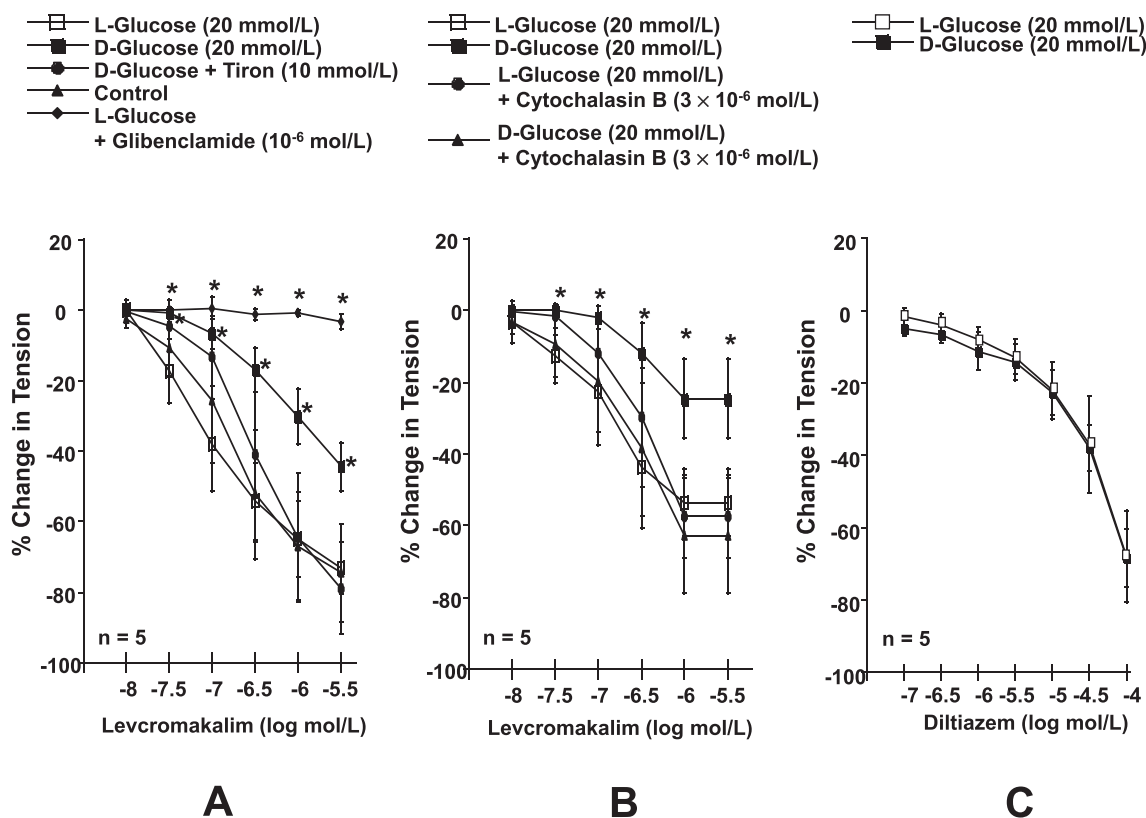 L-Glucose (20 mmol/L)
D-Glucose (20 mmol/L)
D-Glucose + Tiron (10 mmol/L)
Control
L-Glucose
+ Glibenclamide (10-6 mol/L)
L-Glucose (20 mmol/L)
D-Glucose (20 mmol/L)
L-Glucose (20 mmol/L)
+ Cytochalasin B (3 × 10-6 mol/L)
D-Glucose (20 mmol/L)
+ Cytochalasin B (3 × 10-6 mol/L)
L-Glucose (20 mmol/L)
D-Glucose (20 mmol/L)
% Change in Tension
20
0
-20
-40
-60
-80
-100
* * * * *
* * * * *
n = 5
-8 -7.5 -7 -6.5 -6 -5.5
Levcromakalim (log mol/L)
A
% Change in Tension
20
0
-20
-40
-60
-80
-100
* * * * *
n = 5
-8 -7.5 -7 -6.5 -6 -5.5
Levcromakalim (log mol/L)
B
% Change in Tension
20
0
-20
-40
-60
-80
-100
n = 5
-7 -6.5 -6 -5.5 -5 -4.5 -4
Diltiazem (log mol/L)
C